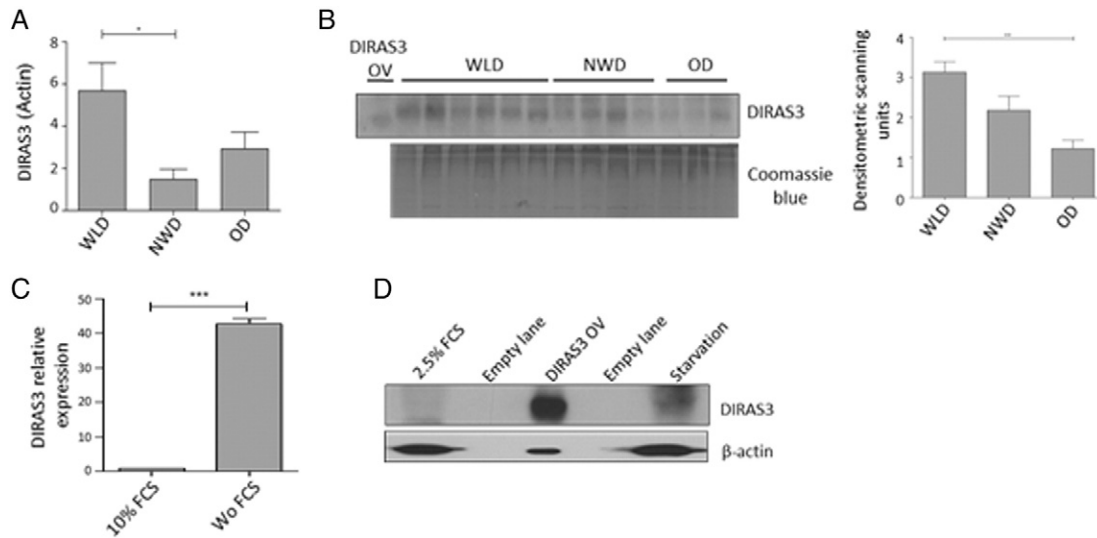 A
*
8
6
4
2
0
DIRAS3 (Actin)
WLD
NWD
OD
B
DIRAS3
OV
WLD
NWD
OD
DIRAS3
Coomassie
blue
**
4
3
2
1
0
Densitometric scanning
units
WLD
NWD
OD
C
***
50
40
30
20
10
0
DIRAS3 relative
expression
10% FCS
Wo FCS
D
2.5% FCS
Empty lane
DIRAS3 OV
Empty lane
Starvation
DIRAS3
β-actin